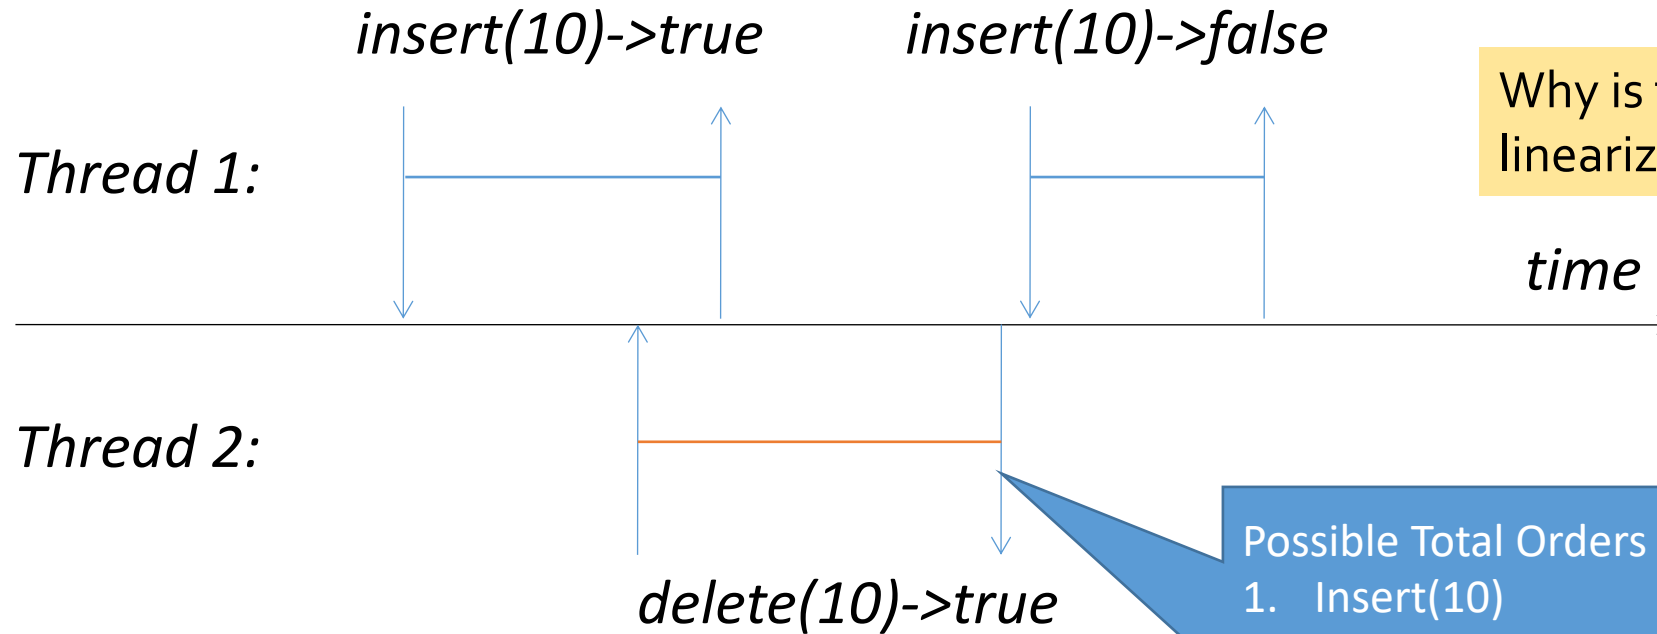 insert(10)->true insert(10)->false
Why is
lineariz
Thread 1:
time
Thread 2:
Possible Total Orders
1. Insert(10)
delete(10)->true